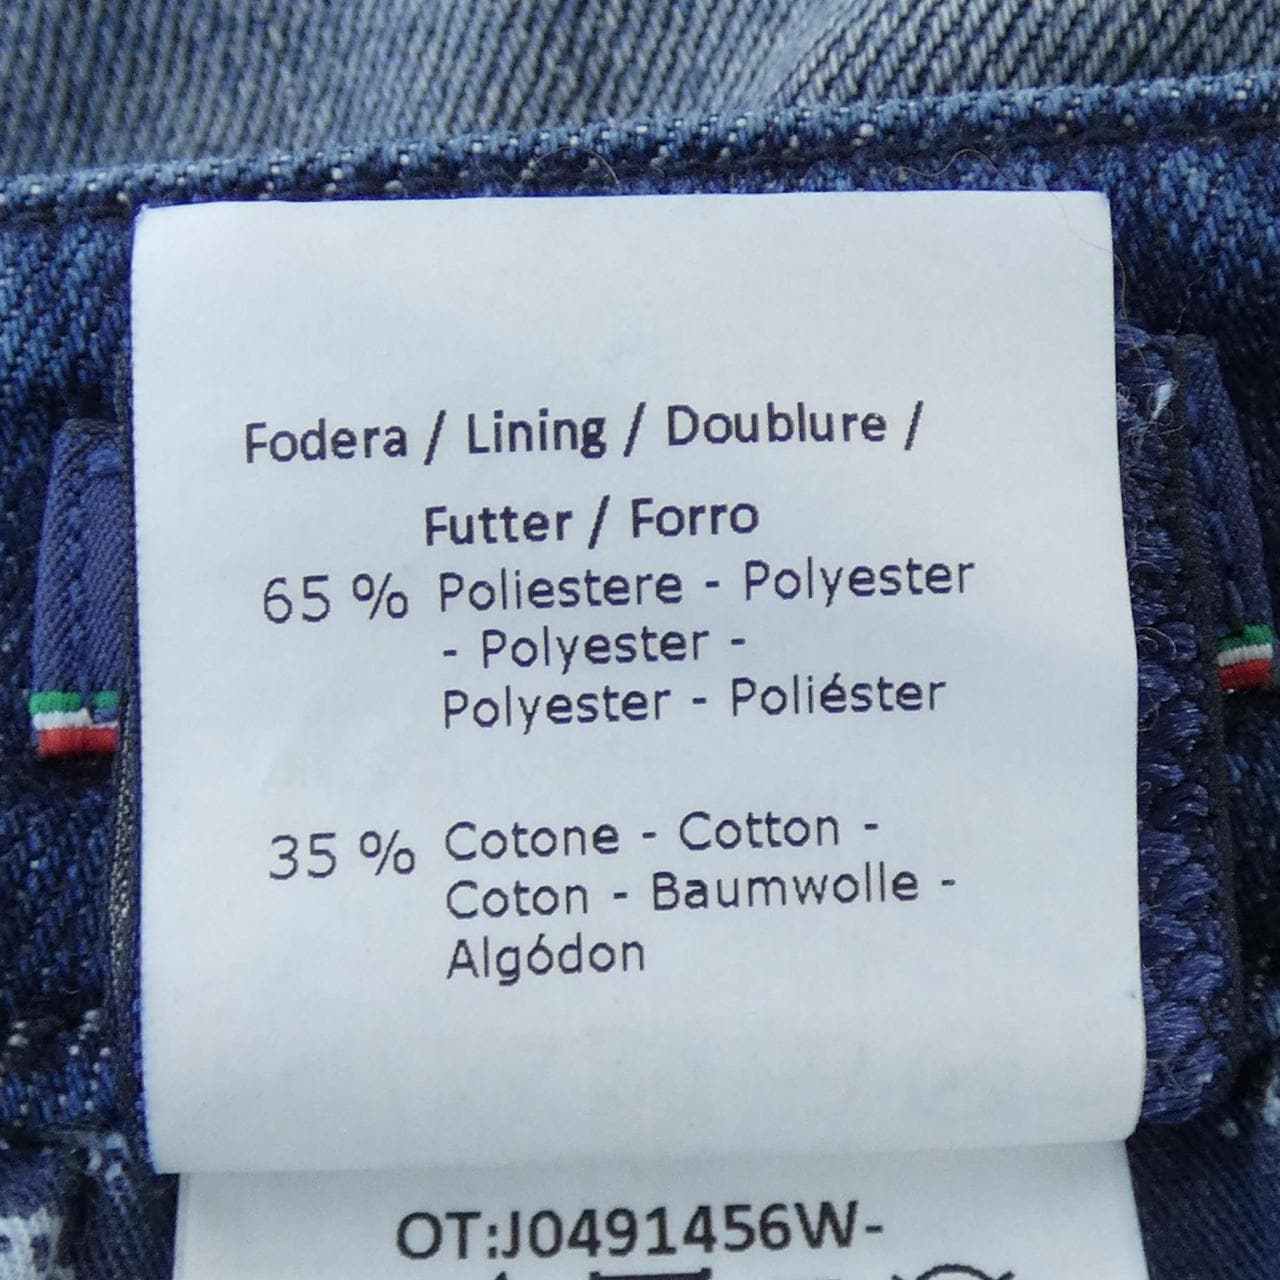 Fodera / Lining / Doublure /
Futter / Forro
65 % Poliestere - Polyester
- Polyester -
Polyester - Poliéster
35 % Cotone - Cotton -
Coton - Baumwolle -
Algódon
OT:J0491456W-